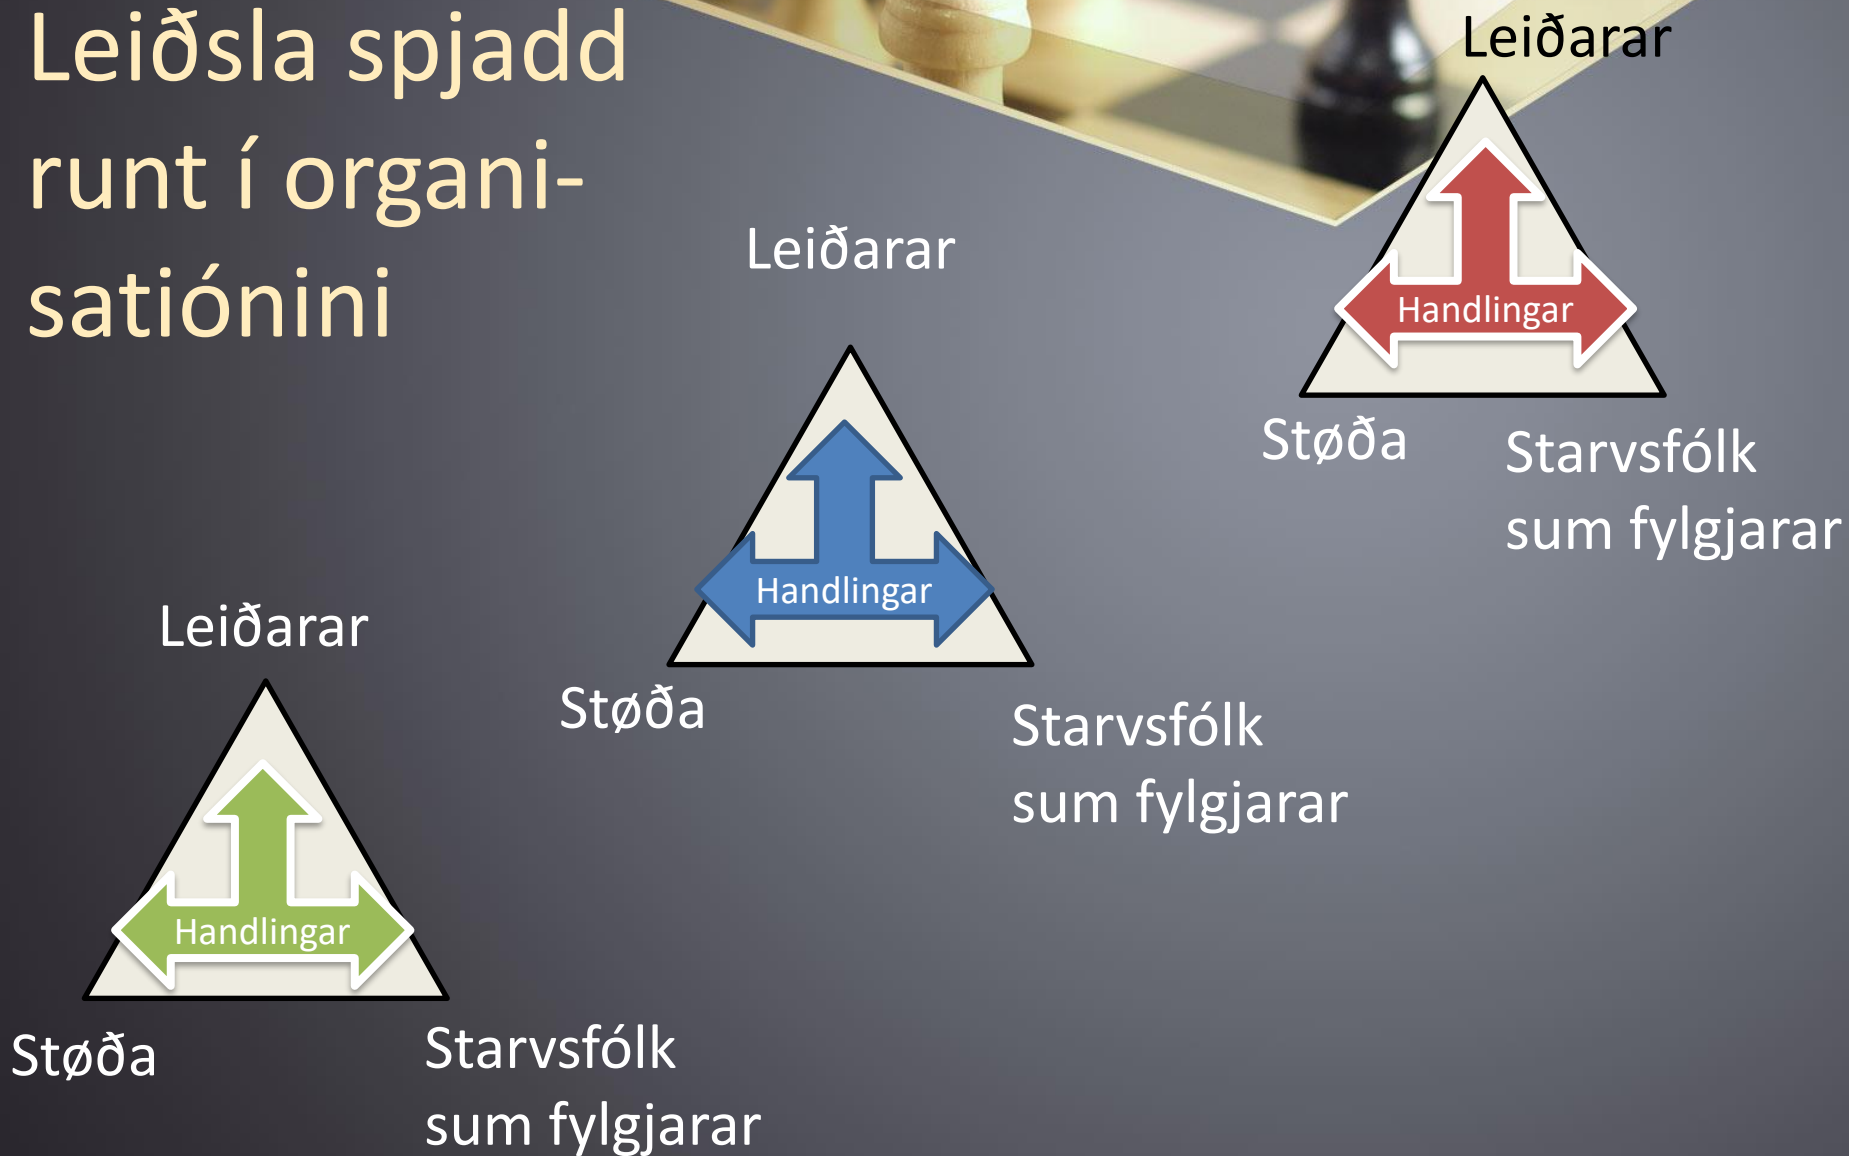 Leiðsla spjadd
runt í organi-
satiónini
Leiðarar
Handlingar
Støða
Starvsfólk
sum fylgjarar
Leiðarar
Handlingar
Støða
Starvsfólk
sum fylgjarar
Leiðarar
Handlingar
Støða
Starvsfólk
sum fylgjarar